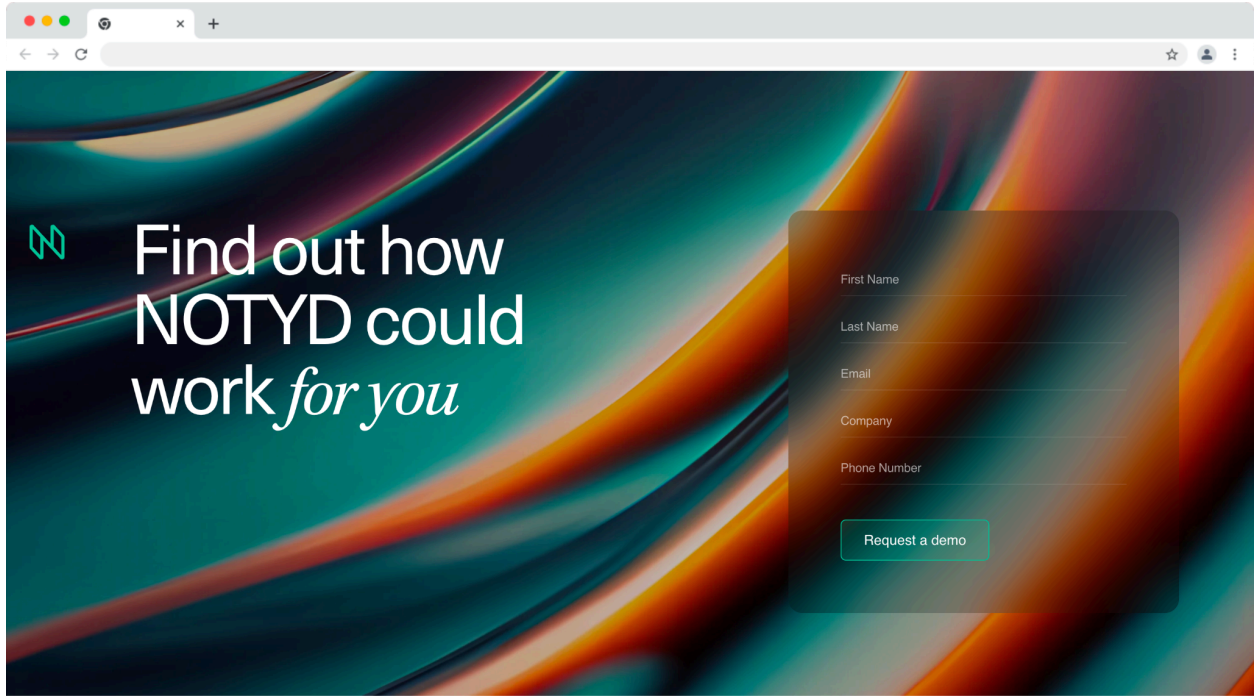 Find out how
NOTYD could
work for you
First Name
Last Name
Email
Company
Phone Number
Request a demo